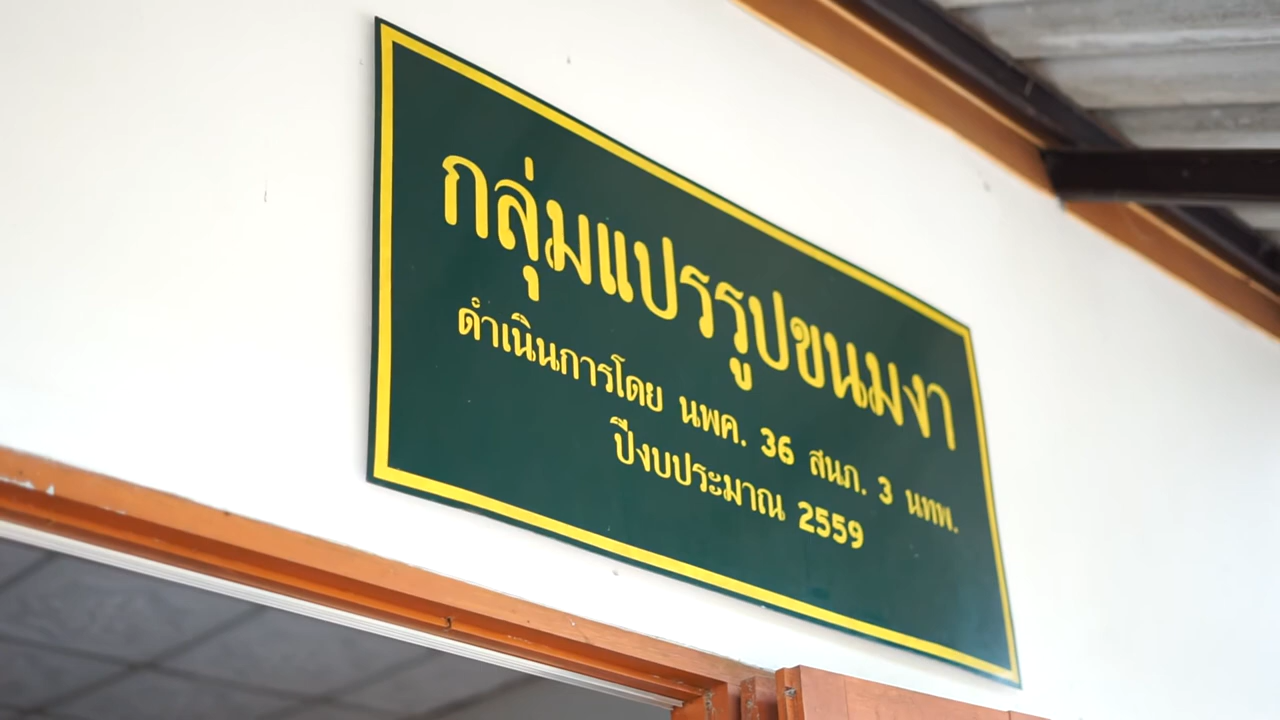 กลุ่มแปรรูปขนมงา
ดำเนินการโดย นพค. 36 สนภ. 3 นทพ.
ปีงบประมาณ 2559